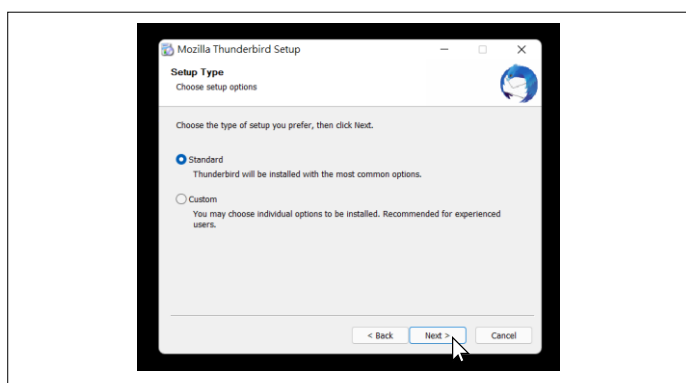 Mozilla Thunderbird Setup
Setup Type
Choose setup options
Choose the type of setup you prefer, then click Next.
Standard
Thunderbird will be installed with the most common options.
Custom
You may choose individual options to be installed. Recommended for experienced
users.
< Back Next > Cancel